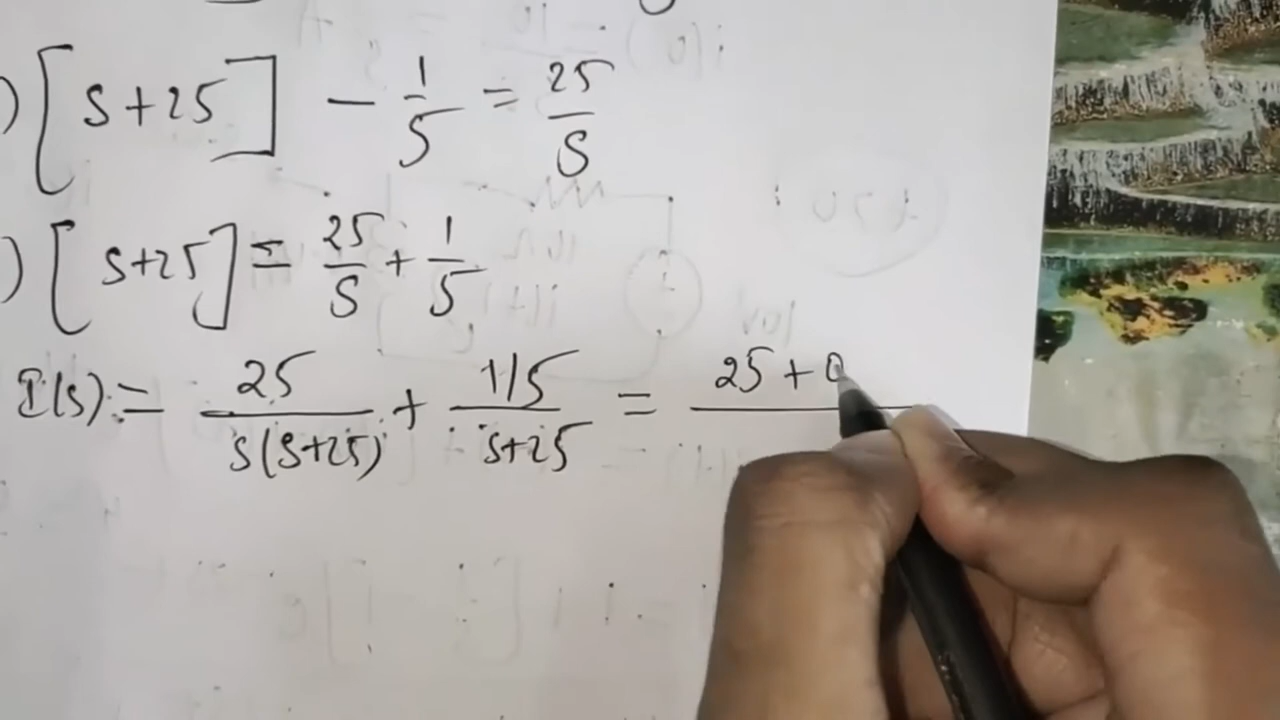 ) [ s+25 ] - 1/5 = 25/s
) [ s+25 ] = 25/s + 1/5
I(s) = 25/s(s+25) + 1/5/s+25 = 25+0